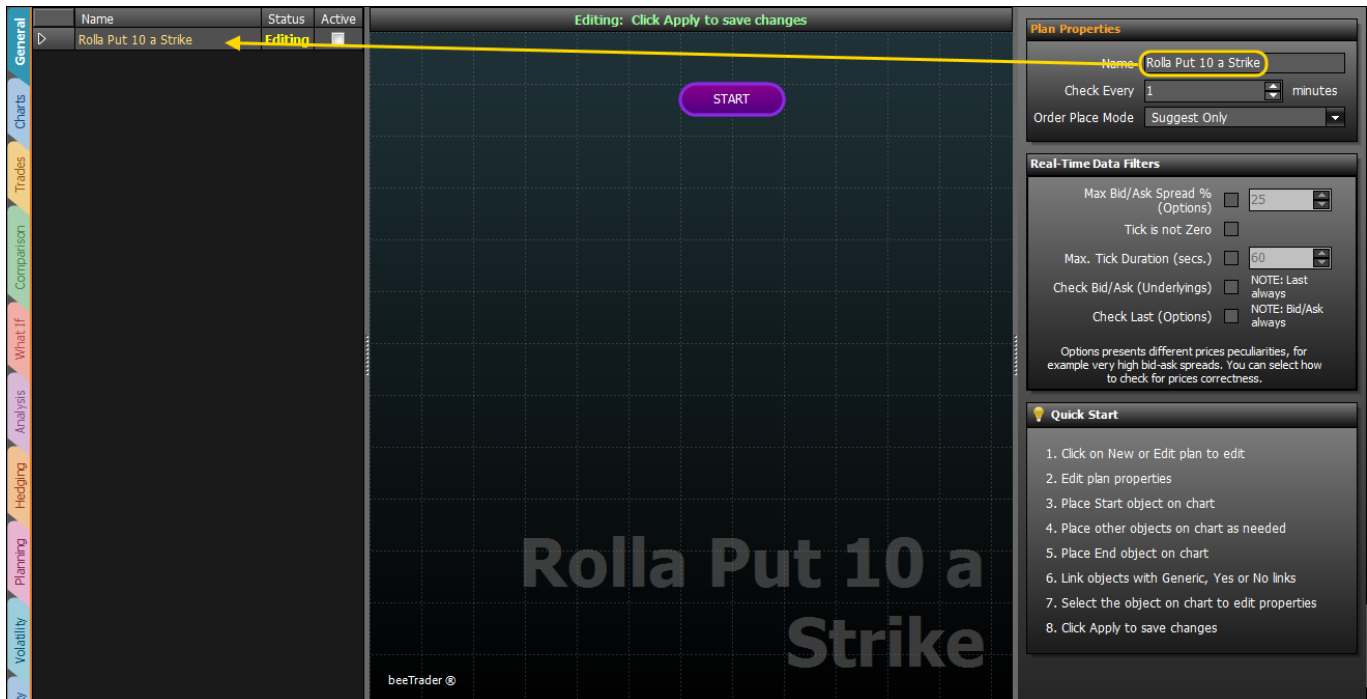 General
Charts
Trades
Comparison
What If
Analysis
Hedging
Planning
Volatility
Name Status Active
Rolla Put 10 a Strike Editing
Editing: Click Apply to save changes
START
Rolla Put 10 a
Strike
beeTrader ®
Plan Properties
Name Rolla Put 10 a Strike
Check Every 1 minutes
Order Place Mode Suggest Only
Real-Time Data Filters
Max Bid/Ask Spread %
(Options) 25
Tick is not Zero
Max. Tick Duration (secs.) 60
Check Bid/Ask (Underlyings) NOTE: Last
always
Check Last (Options) NOTE: Bid/Ask
always
Options presents different prices peculiarities, for
example very high bid-ask spreads. You can select how
to check for prices correctness.
Quick Start
1. Click on New or Edit plan to edit
2. Edit plan properties
3. Place Start object on chart
4. Place other objects on chart as needed
5. Place End object on chart
6. Link objects with Generic, Yes or No links
7. Select the object on chart to edit properties
8. Click Apply to save changes